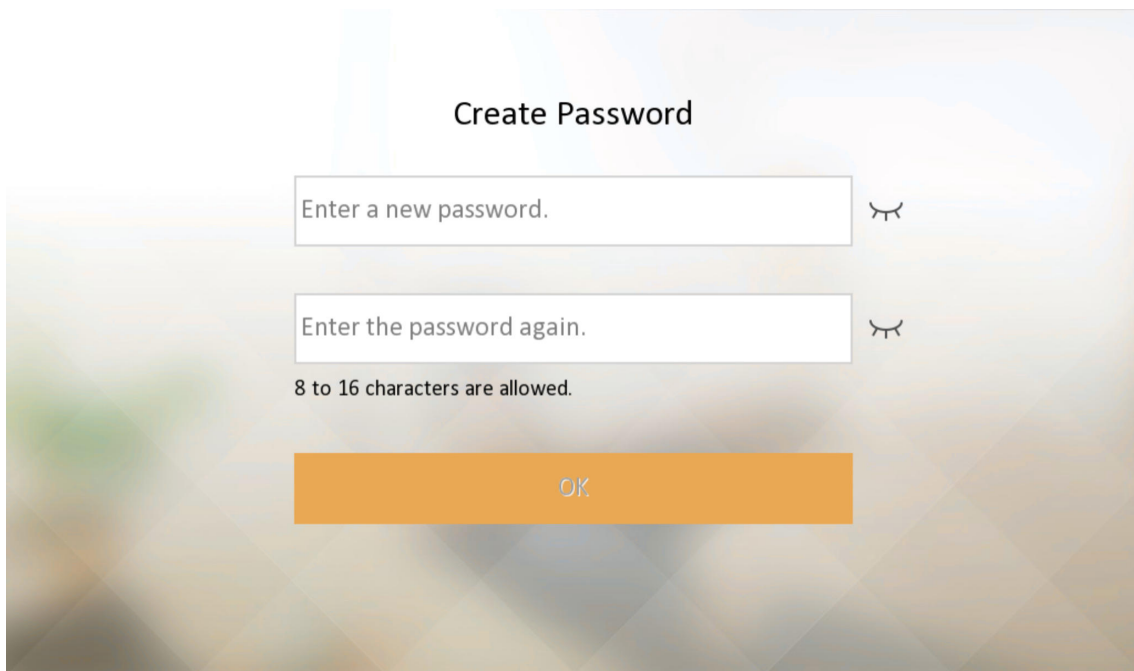 Create Password
Enter a new password.
Enter the password again.
8 to 16 characters are allowed.
OK